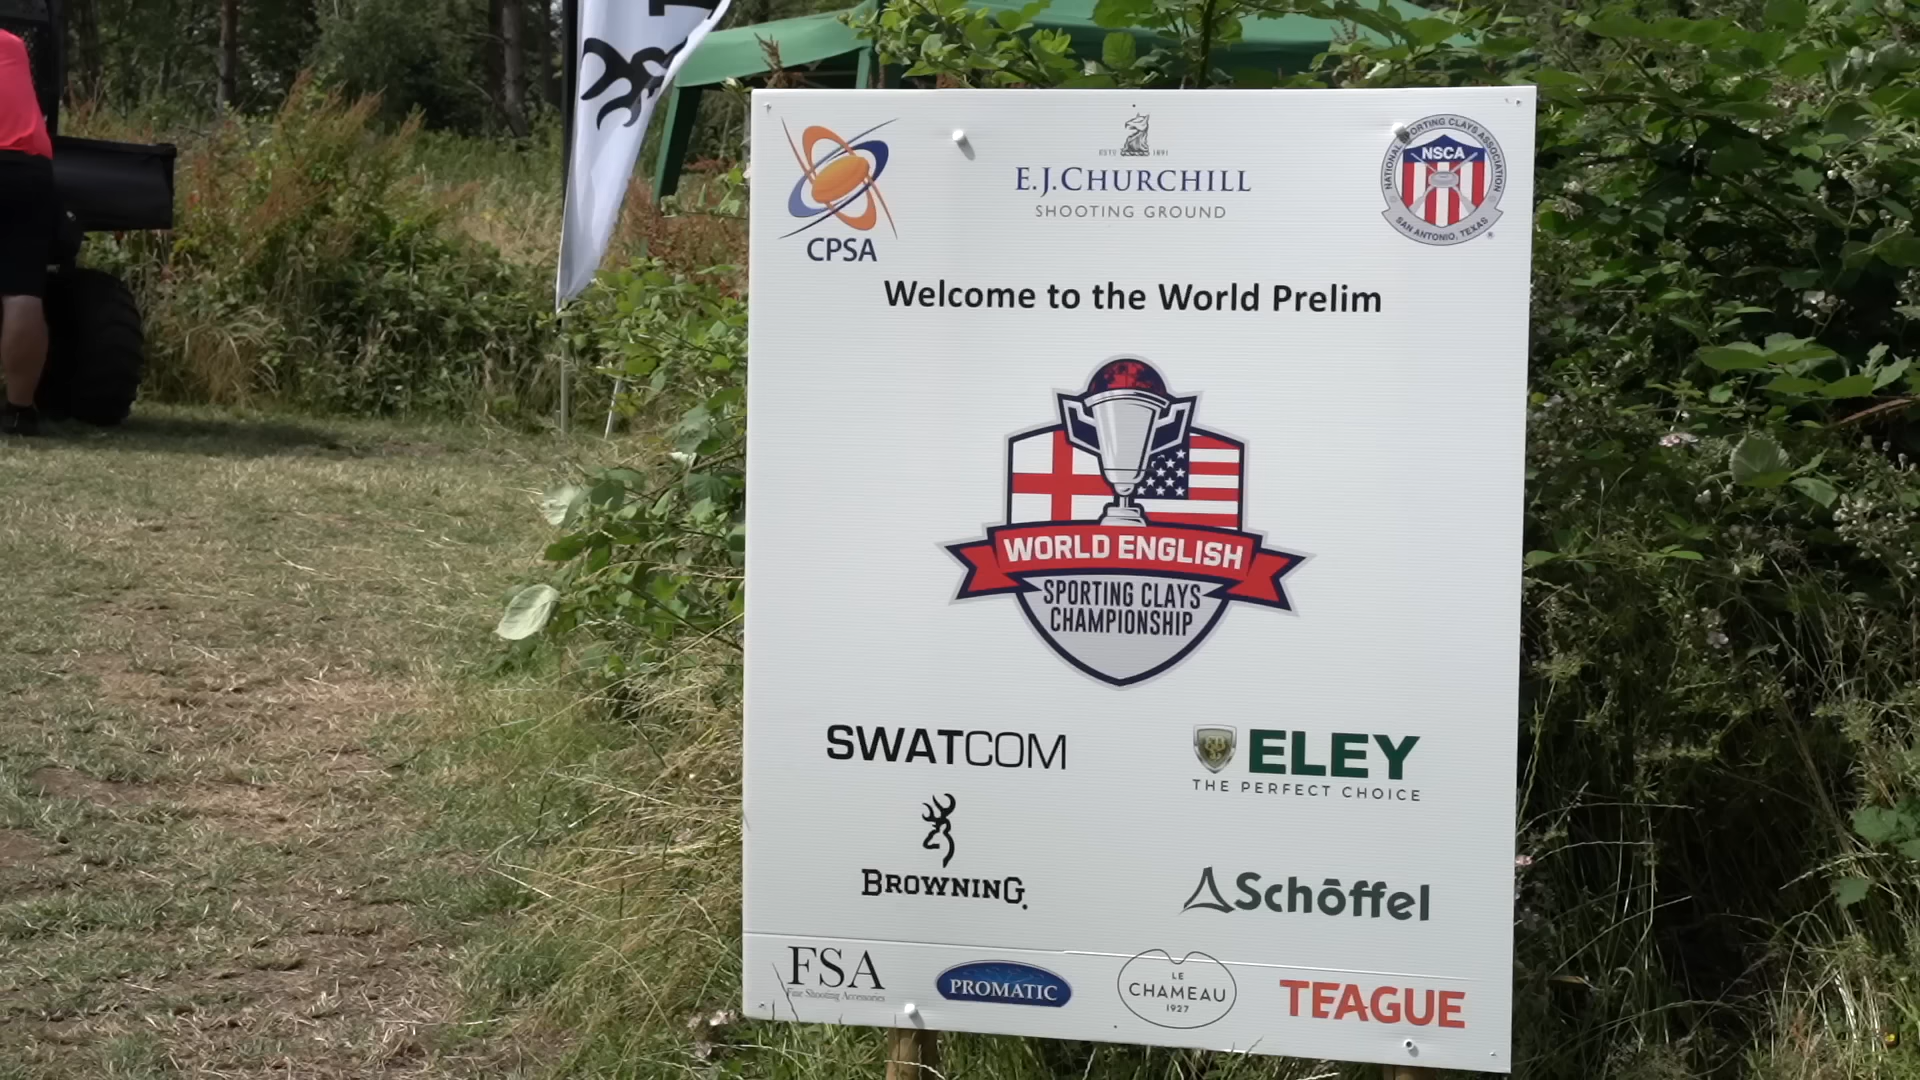 CPSA
ESTD 1891
E.J.CHURCHILL
SHOOTING GROUND
NATIONAL SPORTING CLAYS ASSOCIATION
NSCA
SAN ANTONIO, TEXAS
Welcome to the World Prelim
WORLD ENGLISH
SPORTING CLAYS
CHAMPIONSHIP
SWATCOM
ELEY
THE PERFECT CHOICE
BROWNING
Schöffel
FSA
Fine Shooting Accessories
PROMATIC
LE
CHAMEAU
1927
TEAGUE